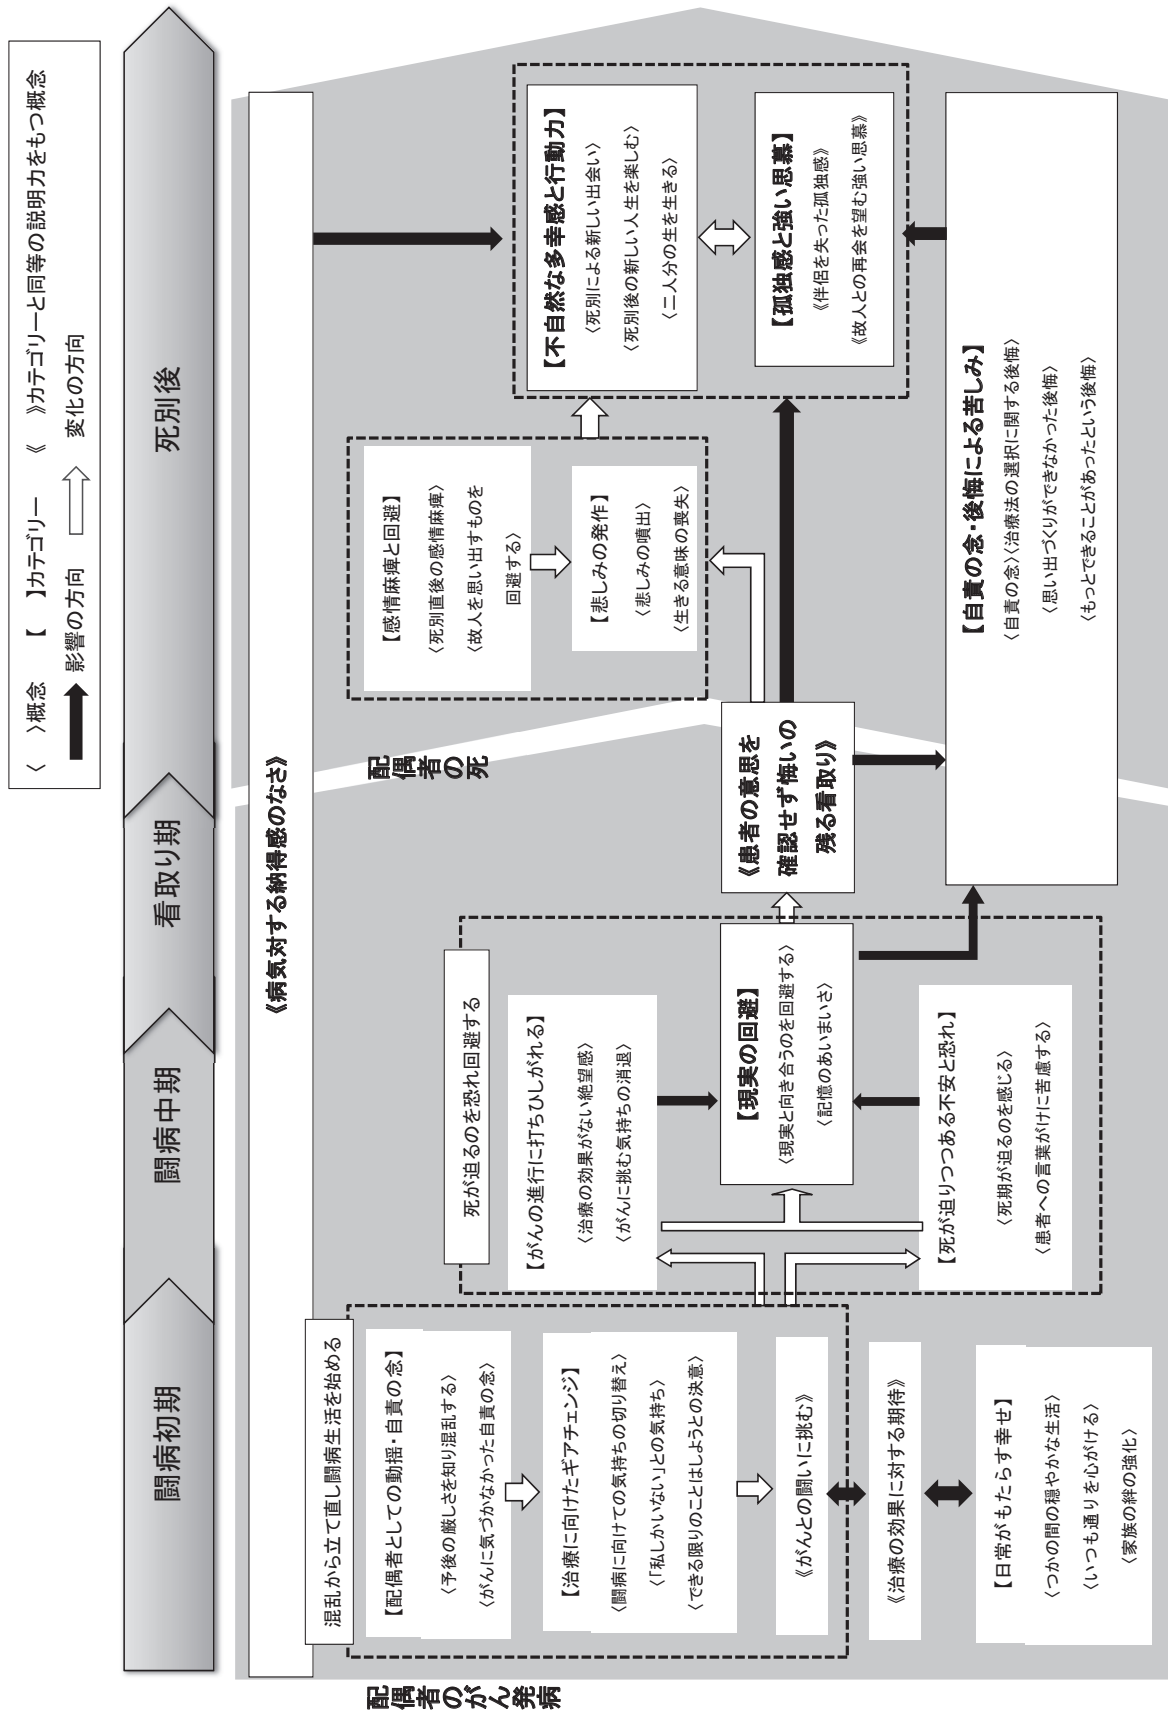 〈　〉概念　【　】カテゴリー　《　》カテゴリーと同等の説明力をもつ概念
影響の方向　変化の方向
闘病初期
闘病中期
看取り期
死別後
《病気対する納得感のなさ》
配偶者のがん発病
混乱から立て直し闘病生活を始める
【配偶者としての動揺・自責の念】
〈予後の厳しさを知り混乱する〉
〈がんに気づかなかった自責の念〉
【治療に向けたギアチェンジ】
〈闘病に向けての気持ちの切り替え〉
〈「私しかいない」との気持ち〉
〈できる限りのことはしようとの決意〉
《がんとの闘いに挑む》
《治療の効果に対する期待》
【日常がもたらす幸せ】
〈つかの間の穏やかな生活〉
〈いつも通りを心がける〉
〈家族の絆の強化〉
死が迫るのを恐れ回避する
【がんの進行に打ちひしがれる】
〈治療の効果がない絶望感〉
〈がんに挑む気持ちの消退〉
【現実の回避】
〈現実と向き合うのを回避する〉
〈記憶のあいまいさ〉
【死が迫りつつある不安と恐れ】
〈死期が迫るのを感じる〉
〈患者への言葉がけに苦慮する〉
配偶者の死
《患者の意思を
確認せず悔いの
残る看取り》
【感情麻痺と回避】
〈死別直後の感情麻痺〉
〈故人を思い出すものを
回避する〉
【悲しみの発作】
〈悲しみの噴出〉
〈生きる意味の喪失〉
【不自然な多幸感と行動力】
〈死別による新しい出会い〉
〈死別後の新しい人生を楽しむ〉
〈二人分の生を生きる〉
【孤独感と強い思慕】
《伴侶を失った孤独感》
《故人との再会を望む強い思慕》
【自責の念・後悔による苦しみ】
〈自責の念〉〈治療法の選択に関する後悔〉
〈思い出づくりができなかった後悔〉
〈もっとできることがあったという後悔〉